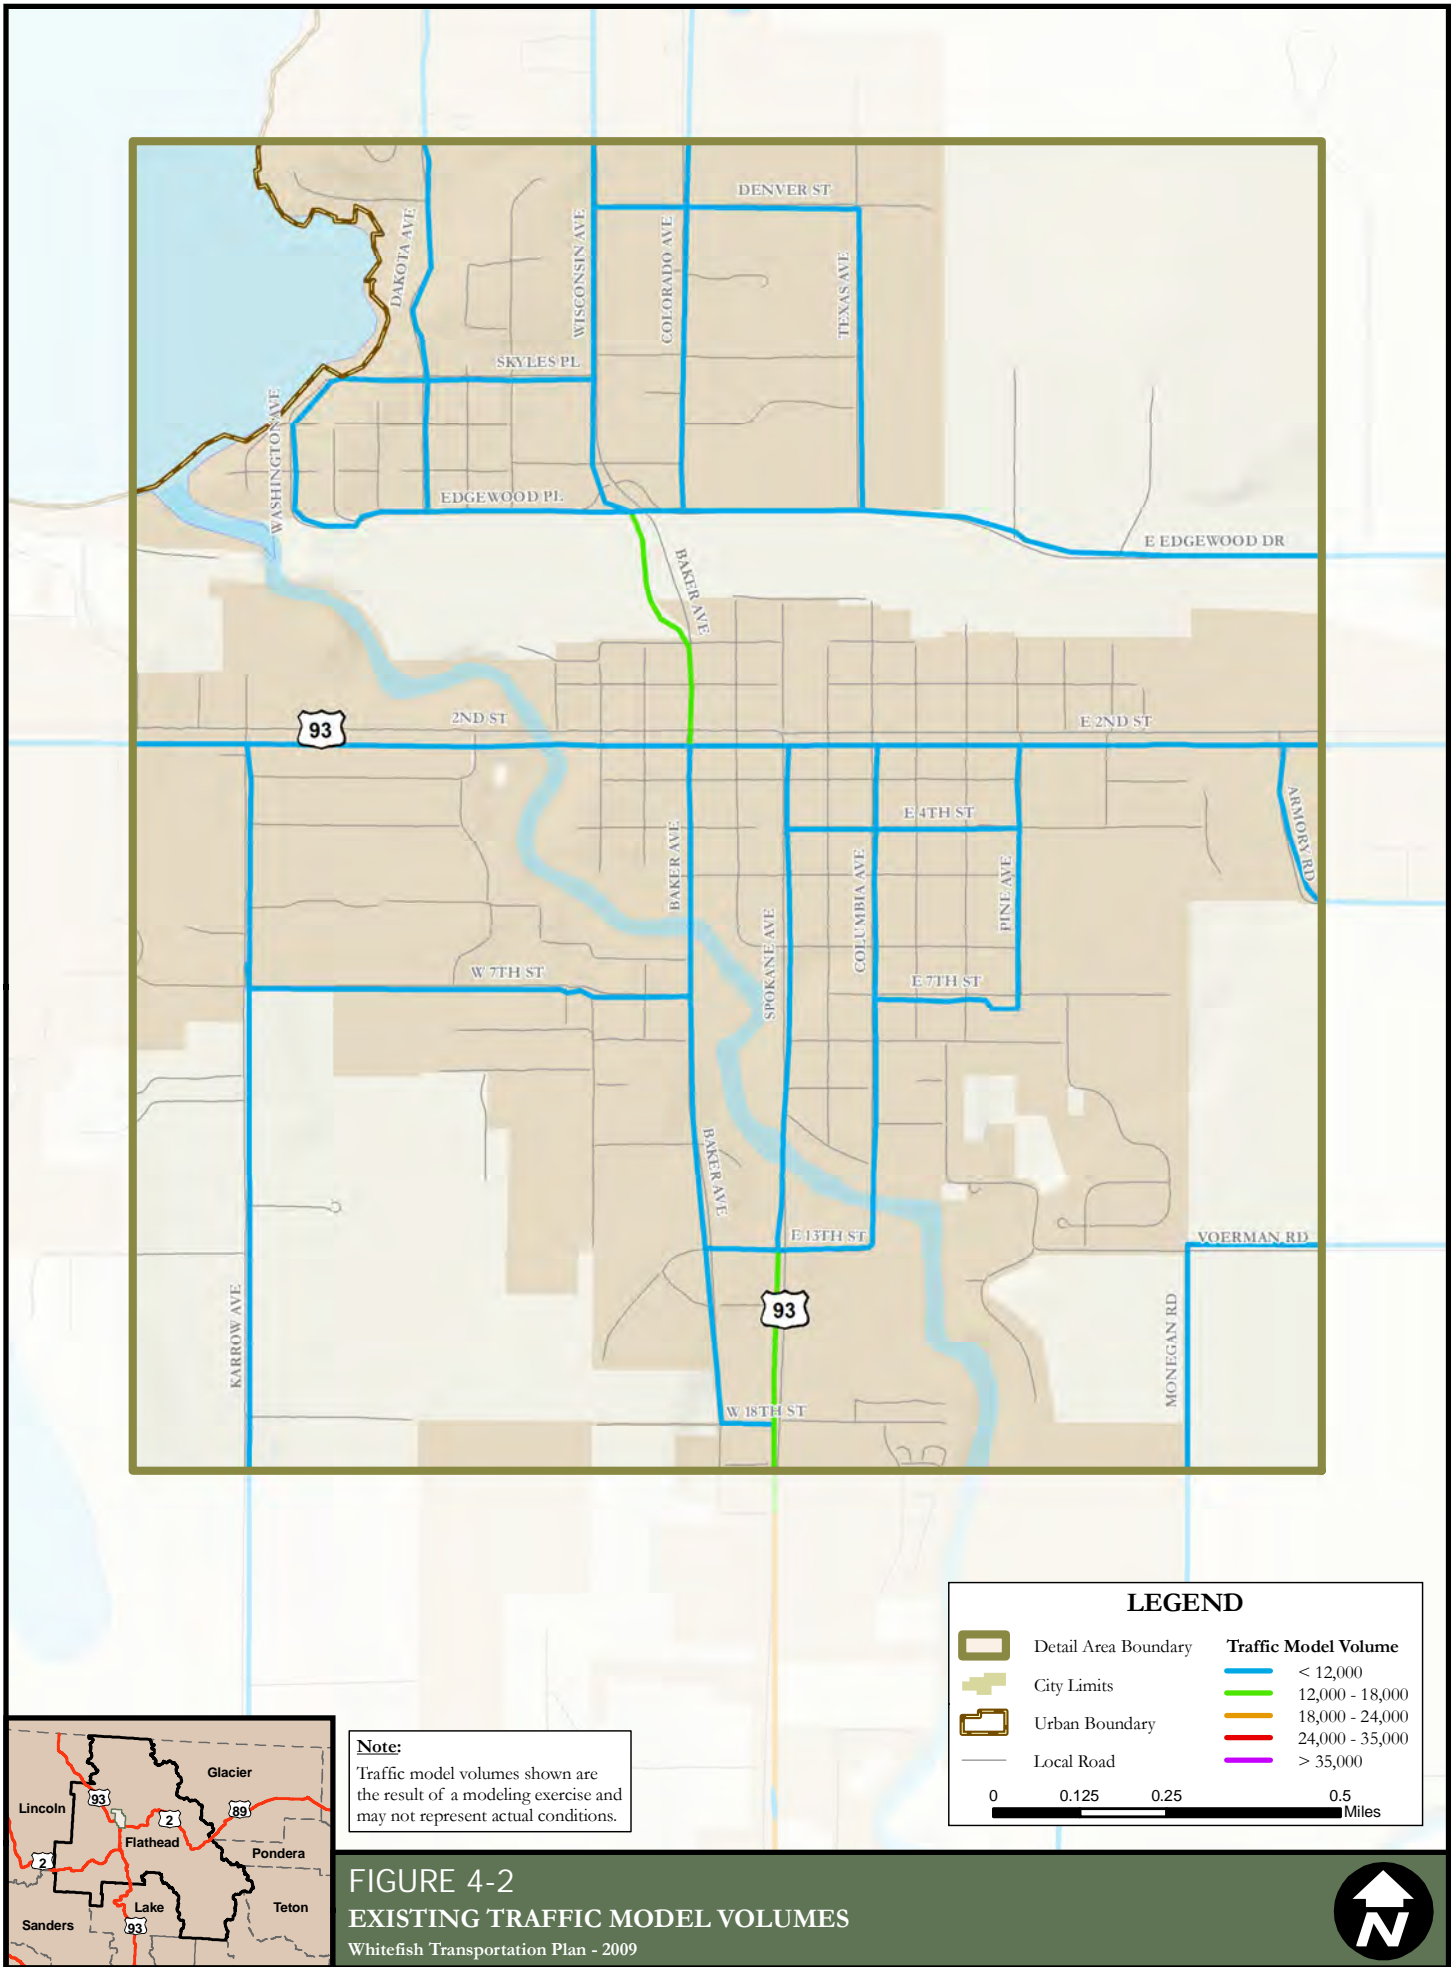 DENVER ST
DAKOTA AVE
WISCONSIN AVE
COLORADO AVE
TEXAS AVE
SKYLES PL
WASHINGTON AVE
EDGEWOOD PL
E EDGEWOOD DR
BAKER AVE
93
2ND ST
E 2ND ST
ARMORY RD
E 4TH ST
BAKER AVE
COLUMBIA AVE
PINE AVE
SPOKANE AVE
W 7TH ST
E 7TH ST
BAKER AVE
E 13TH ST
VOERMAN RD
93
KARROW AVE
MONEGAN RD
W 18TH ST
LEGEND
Detail Area Boundary
City Limits
Urban Boundary
Local Road
Traffic Model Volume
< 12,000
12,000 - 18,000
18,000 - 24,000
24,000 - 35,000
> 35,000
0 0.125 0.25 0.5
Miles
Note:
Traffic model volumes shown are
the result of a modeling exercise and
may not represent actual conditions.
Glacier
Lincoln
93
2
89
Flathead
Pondera
2
Lake
Teton
Sanders
93
FIGURE 4-2
EXISTING TRAFFIC MODEL VOLUMES
Whitefish Transportation Plan - 2009
N